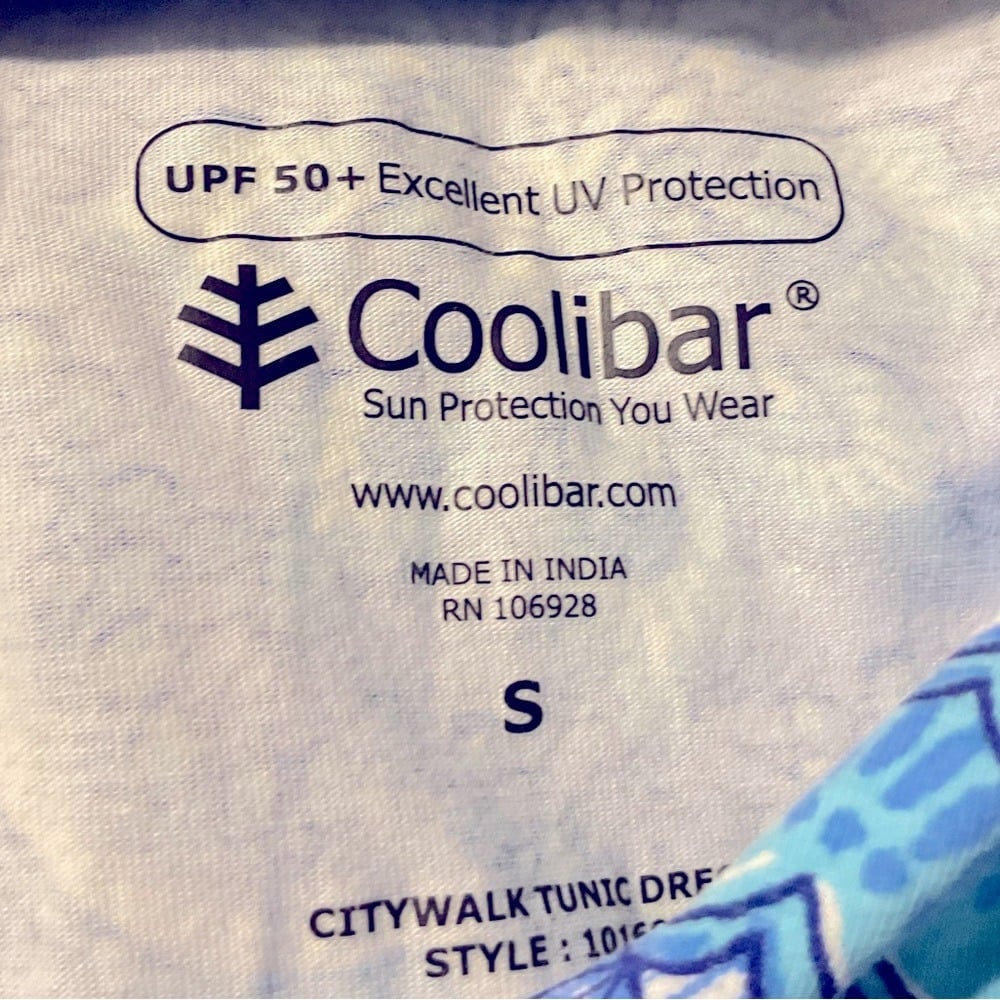 UPF 50+ Excellent UV Protection
Coolibar®
Sun Protection You Wear
www.coolibar.com
MADE IN INDIA
RN 106928
S
CITYWALK TUNIC
STYLE :